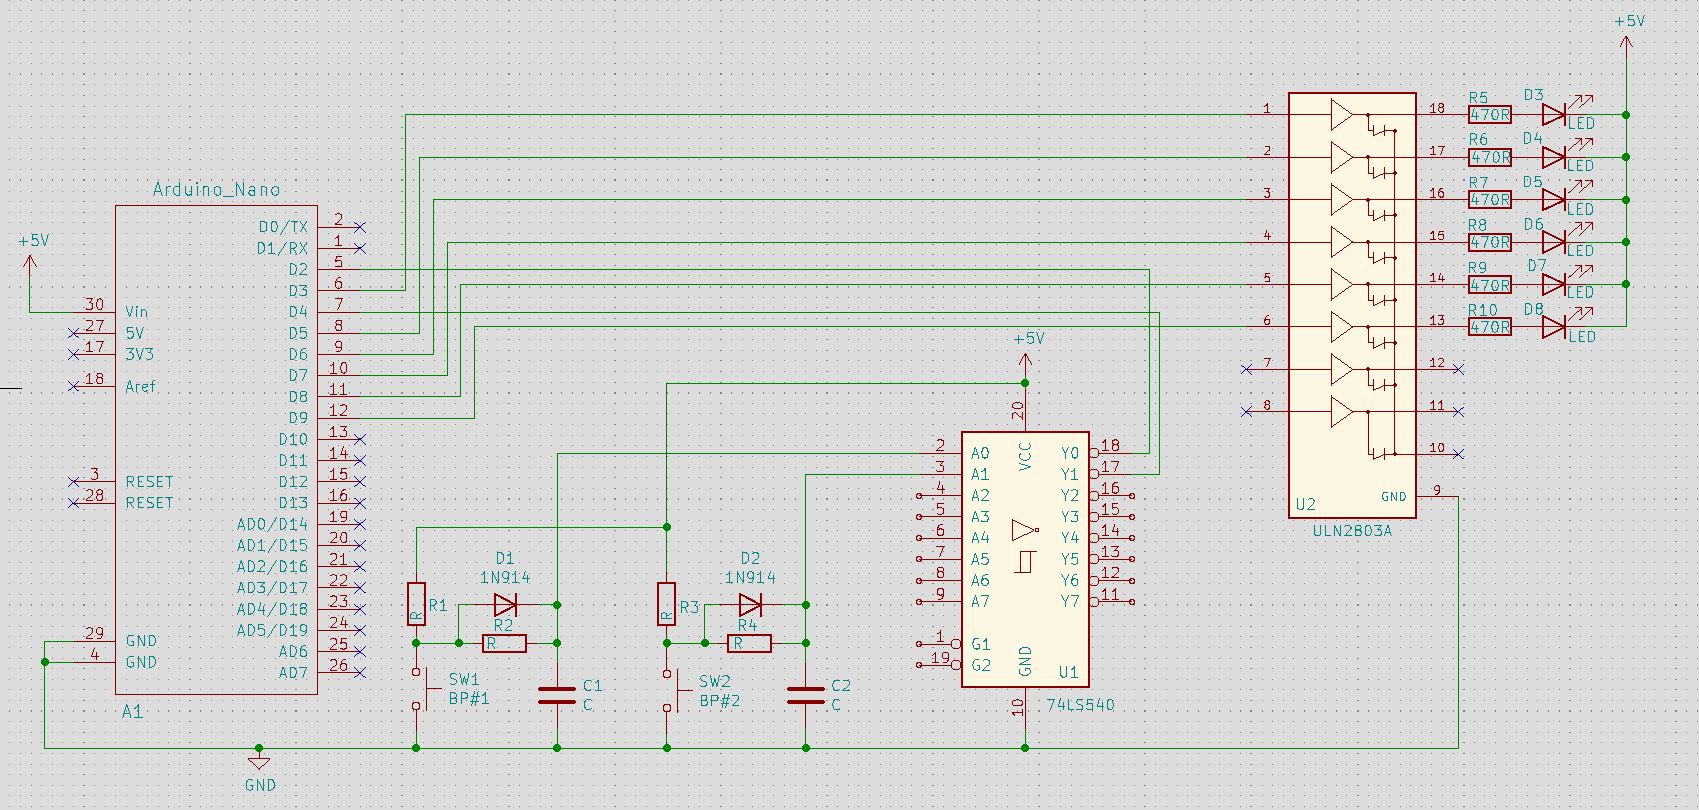 Arduino_Nano
+5V
30 Vin
27 5V
17 3V3
18 Aref
3 RESET
28 RESET
29 GND
4 GND
D0/TX 2
D1/RX 1
D2 5
D3 6
D4 7
D5 8
D6 9
D7 10
D8 11
D9 12
D10 13
D11 14
D12 15
D13 16
AD0/D14 19
AD1/D15 20
AD2/D16 21
AD3/D17 22
AD4/D18 23
AD5/D19 24
AD6 25
AD7 26
A1
GND
R1
R
SW1
BP#1
D1
1N914
R2
R
C1
C
R3
R
SW2
BP#2
D2
1N914
R4
R
C2
C
+5V
20
VCC
2 A0
3 A1
4 A2
5 A3
6 A4
7 A5
8 A6
9 A7
1 G1
19 G2
Y0 18
Y1 17
Y2 16
Y3 15
Y4 14
Y5 13
Y6 12
Y7 11
GND
U1
10
74LS540
1
2
3
4
5
6
7
8
18
17
16
15
14
13
12
11
10
GND 9
U2
ULN2803A
+5V
R5
470R
D3
LED
R6
470R
D4
LED
R7
470R
D5
LED
R8
470R
D6
LED
R9
470R
D7
LED
R10
470R
D8
LED